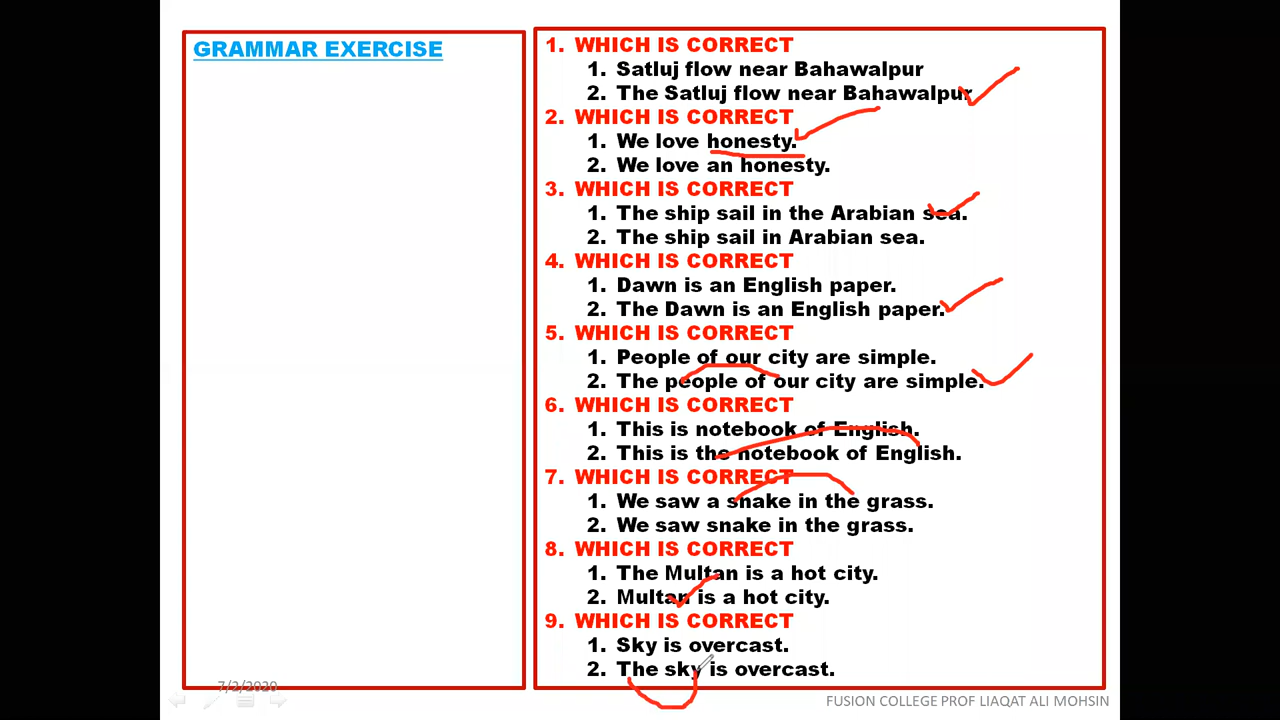 GRAMMAR EXERCISE
1. WHICH IS CORRECT
1. Satluj flow near Bahawalpur
2. The Satluj flow near Bahawalpur
2. WHICH IS CORRECT
1. We love honesty.
2. We love an honesty.
3. WHICH IS CORRECT
1. The ship sail in the Arabian sea.
2. The ship sail in Arabian sea.
4. WHICH IS CORRECT
1. Dawn is an English paper.
2. The Dawn is an English paper.
5. WHICH IS CORRECT
1. People of our city are simple.
2. The people of our city are simple.
6. WHICH IS CORRECT
1. This is notebook of English.
2. This is the notebook of English.
7. WHICH IS CORRECT
1. We saw a snake in the grass.
2. We saw snake in the grass.
8. WHICH IS CORRECT
1. The Multan is a hot city.
2. Multan is a hot city.
9. WHICH IS CORRECT
1. Sky is overcast.
2. The sky is overcast.
7/2/2020
FUSION COLLEGE PROF LIAQAT ALI MOHSIN